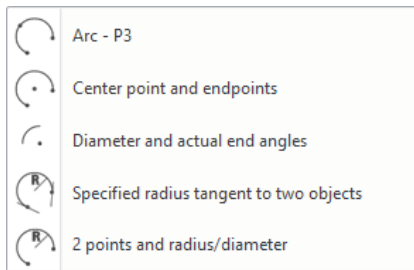 Arc - P3
Center point and endpoints
Diameter and actual end angles
R Specified radius tangent to two objects
R 2 points and radius/diameter